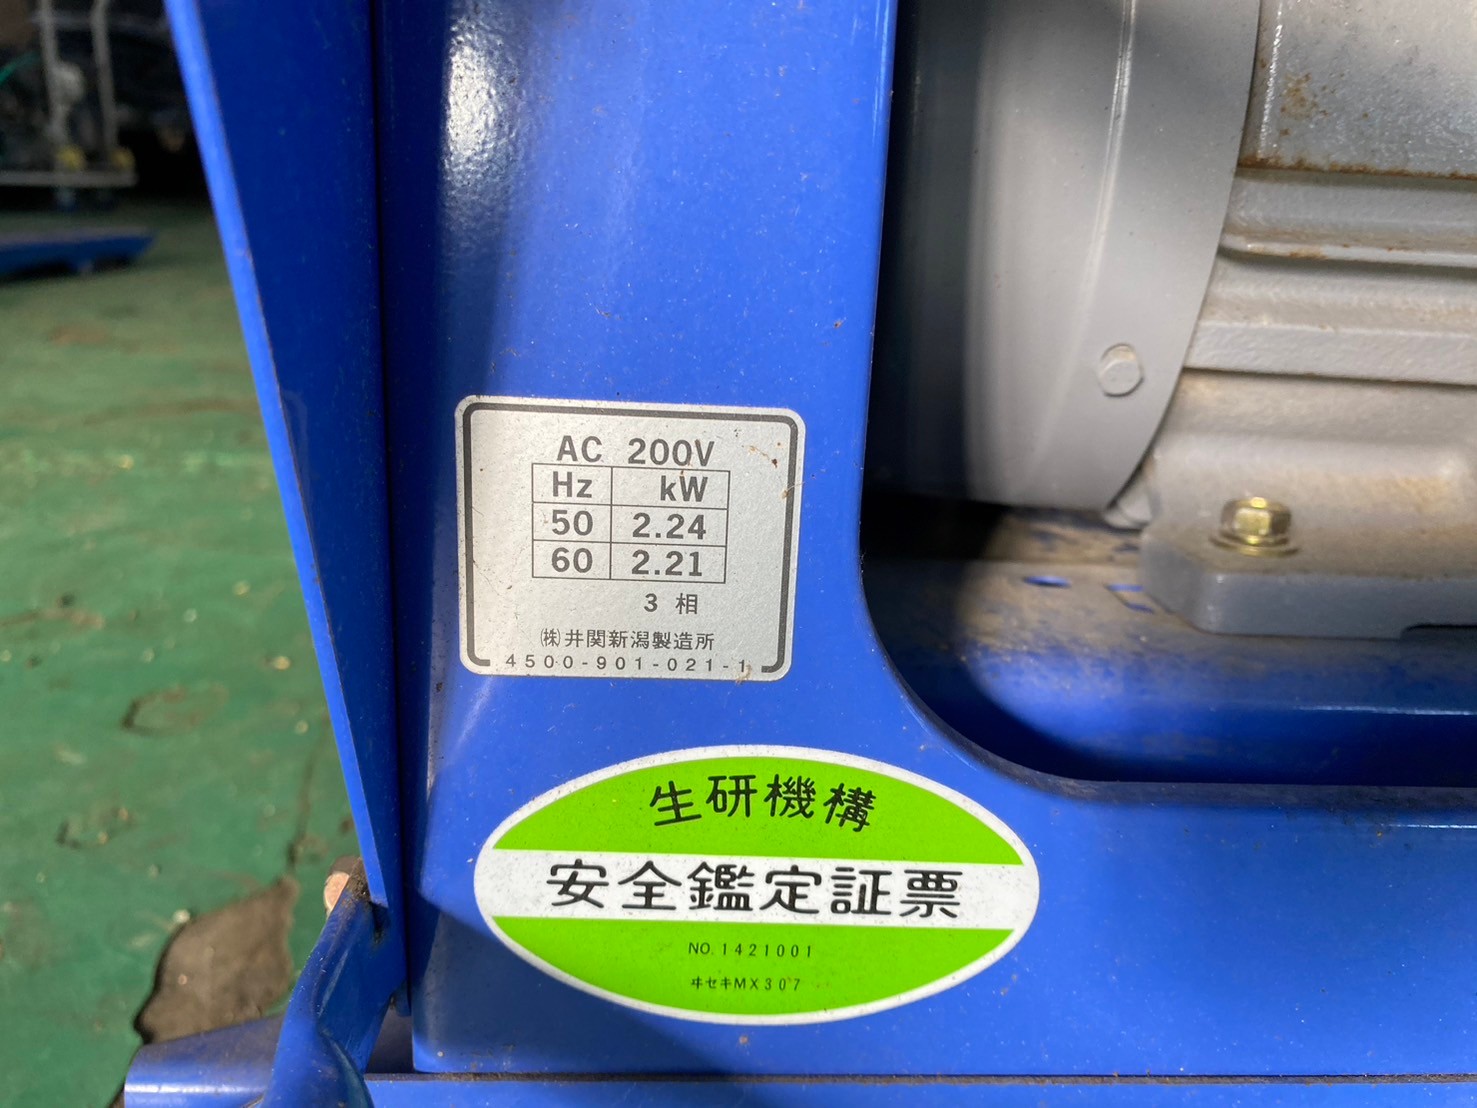 AC 200V
Hz kW
50 2.24
60 2.21
3 相
㈱井関新潟製造所
4500-901-021-1
生研機構
安全鑑定証票
NO.1421001
ヰセキMX307